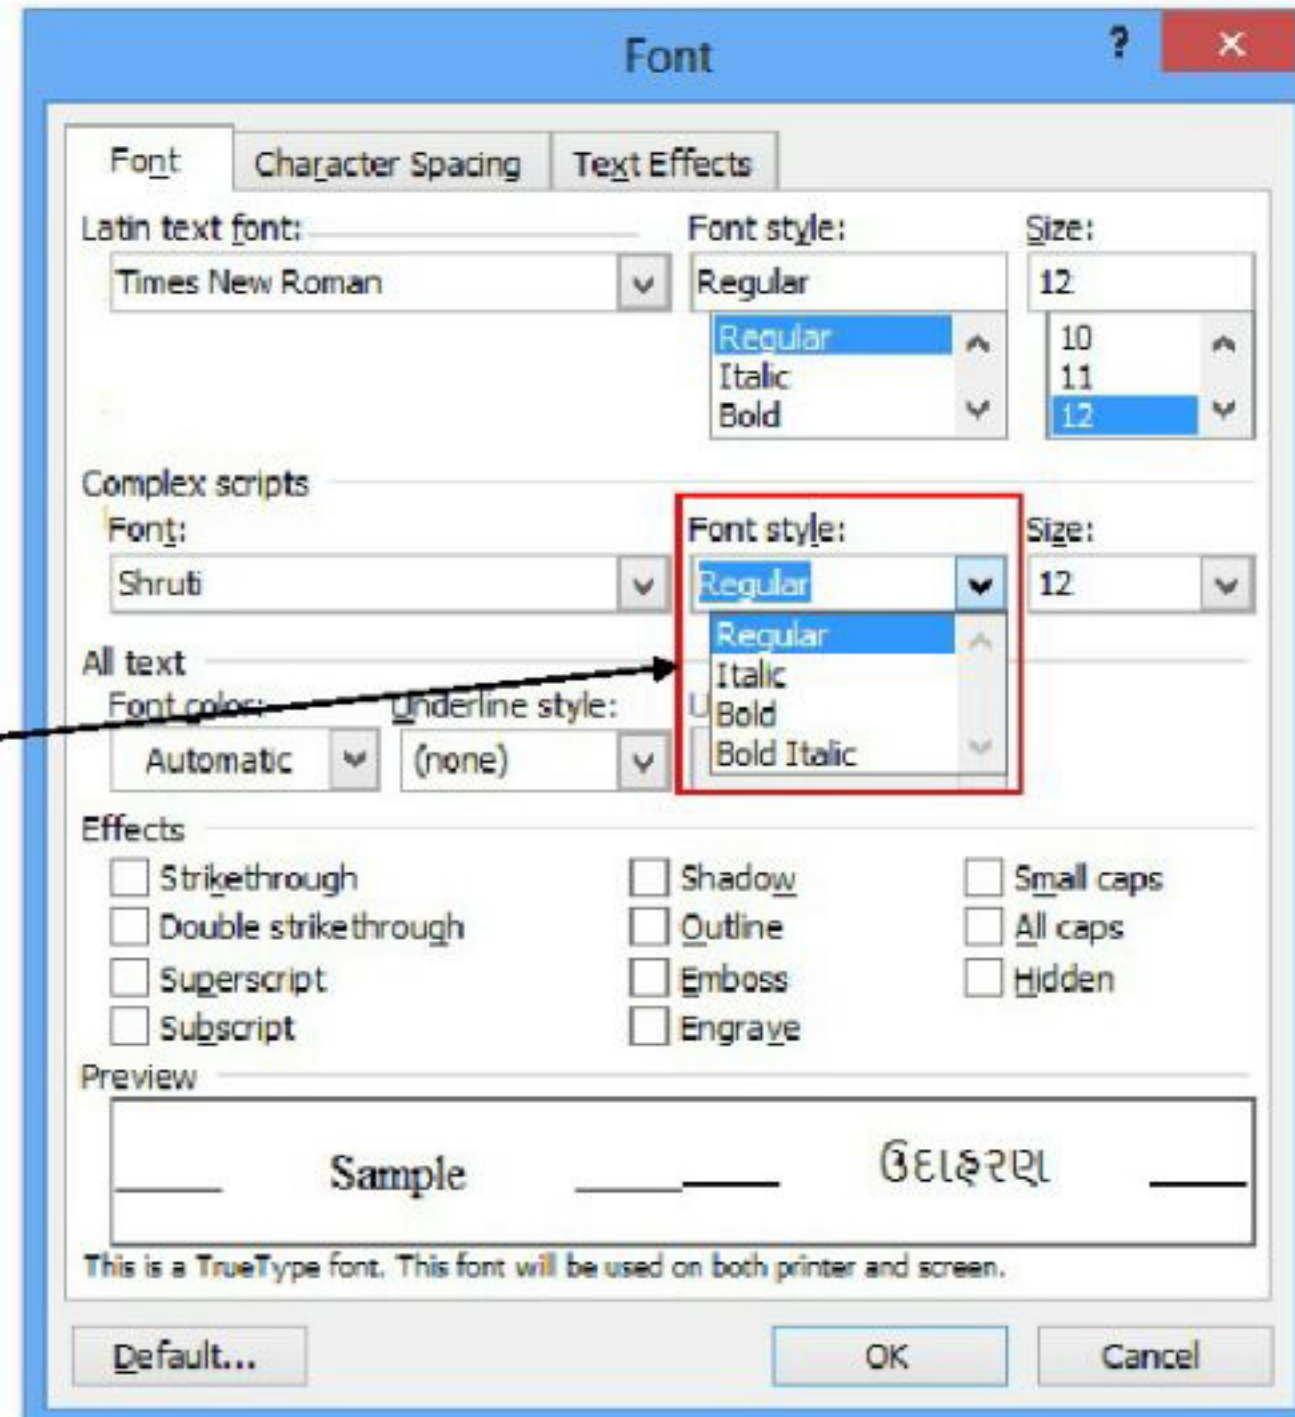 Font ?
Font Character Spacing Text Effects
Latin text font: Font style: Size:
Times New Roman Regular 12
Regular 10
Italic 11
Bold 12
Complex scripts
Font: Font style: Size:
Shruti Regular 12
Regular
All text Italic
Font color: Underline style: U Bold
Automatic (none) Bold Italic
Effects
Strikethrough Shadow Small caps
Double strikethrough Outline All caps
Superscript Emboss Hidden
Subscript Engrave
Preview
Sample ઉદાહરણ
This is a TrueType font. This font will be used on both printer and screen.
Default... OK Cancel